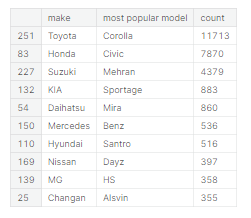 make most popular model count
251 Toyota Corolla 11713
83 Honda Civic 7870
227 Suzuki Mehran 4379
132 KIA Sportage 883
54 Daihatsu Mira 860
150 Mercedes Benz 536
110 Hyundai Santro 516
169 Nissan Dayz 397
139 MG HS 358
25 Changan Alsvin 355